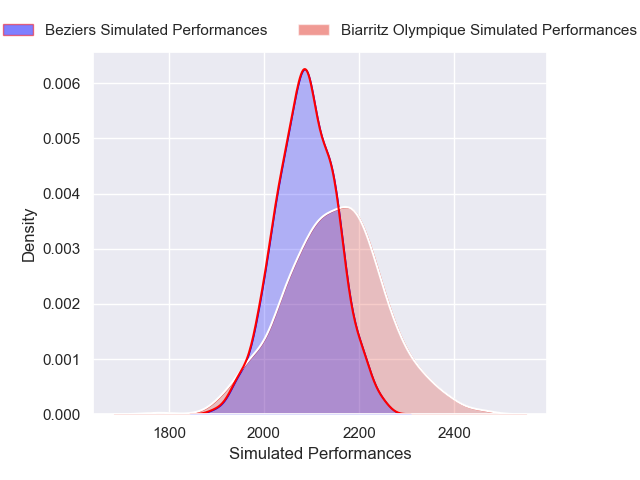 Beziers Simulated Performances
Biarritz Olympique Simulated Performances
0.006
0.005
0.004
0.003
0.002
0.001
0.000
Density
1800 2000 2200 2400
Simulated Performances